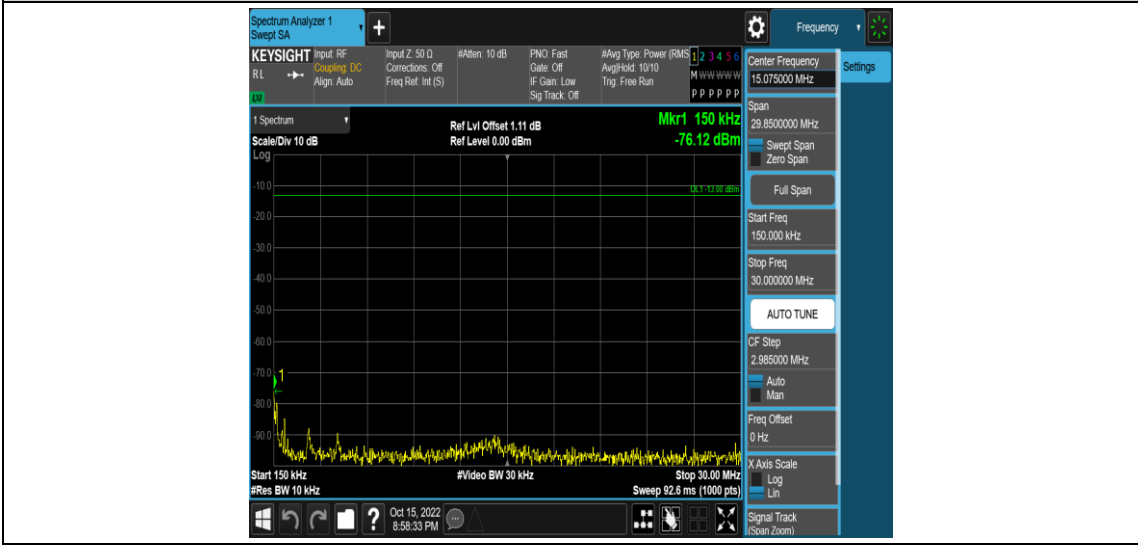 Spectrum Analyzer 1
Swept SA
+
Frequency
KEYSIGHT
RL
LM
Input: RF
Coupling: DC
Align: Auto
Input Z: 50 Ω
Corrections: Off
Freq Ref: Int (S)
#Atten: 10 dB
PNO: Fast
Gate: Off
IF Gain: Low
Sig Track: Off
#Avg Type: Power (RMS
Avg|Hold: 10/10
Trig: Free Run
1 2 3 4 5 6
M W W W W W
P P P P P P
1 Spectrum
Scale/Div 10 dB
Log
Ref Lvl Offset 1.11 dB
Ref Level 0.00 dBm
Mkr1 150 kHz
-76.12 dBm
DL1 -13.00 dBm
-10.0
-20.0
-30.0
-40.0
-50.0
-60.0
-70.0
1
-80.0
-90.0
Start 150 kHz
#Res BW 10 kHz
#Video BW 30 kHz
Stop 30.00 MHz
Sweep 92.6 ms (1000 pts)
?
Oct 15, 2022
8:58:33 PM
Center Frequency
15.075000 MHz
Span
29.8500000 MHz
Swept Span
Zero Span
Full Span
Start Freq
150.000 kHz
Stop Freq
30.000000 MHz
AUTO TUNE
CF Step
2.985000 MHz
Auto
Man
Freq Offset
0 Hz
X Axis Scale
Log
Lin
Signal Track
(Span Zoom)
Settings